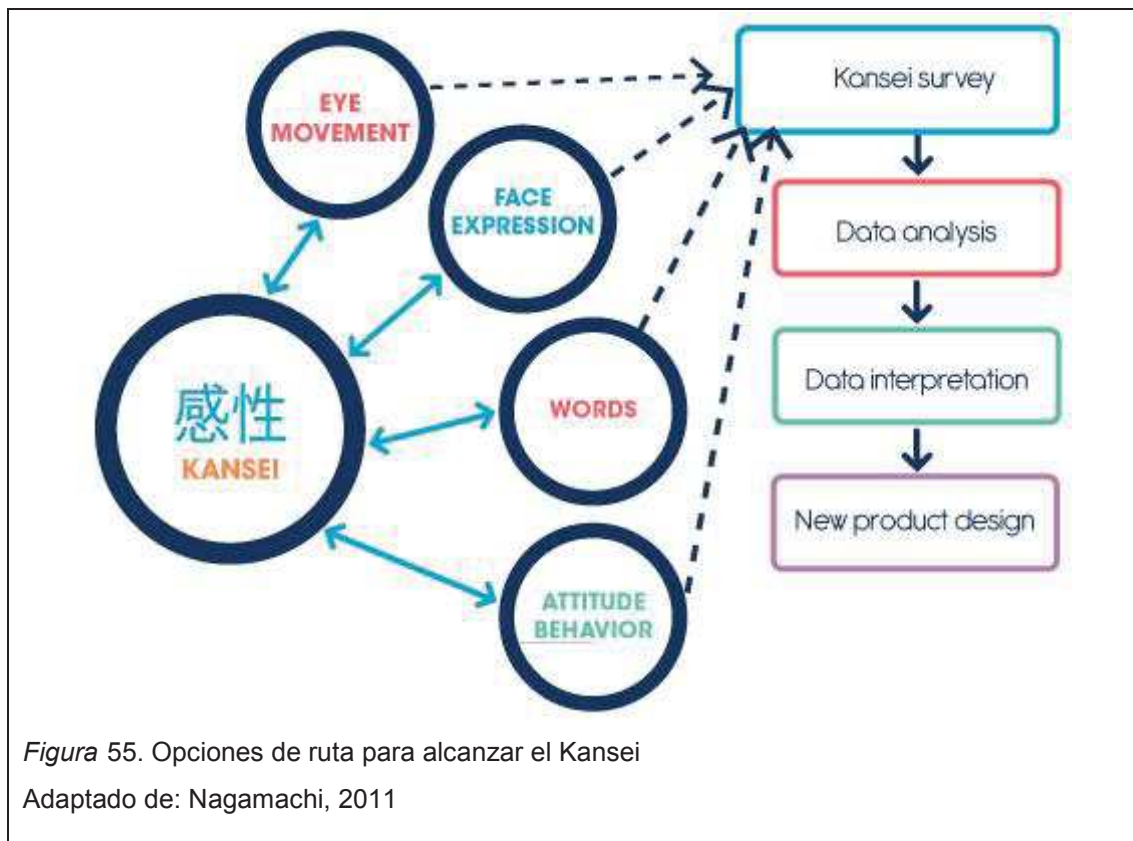 EYE
MOVEMENT
FACE
EXPRESSION
感性
KANSEI
WORDS
ATTITUDE
BEHAVIOR
Kansei survey
Data analysis
Data interpretation
New product design
Figura 55. Opciones de ruta para alcanzar el Kansei
Adaptado de: Nagamachi, 2011